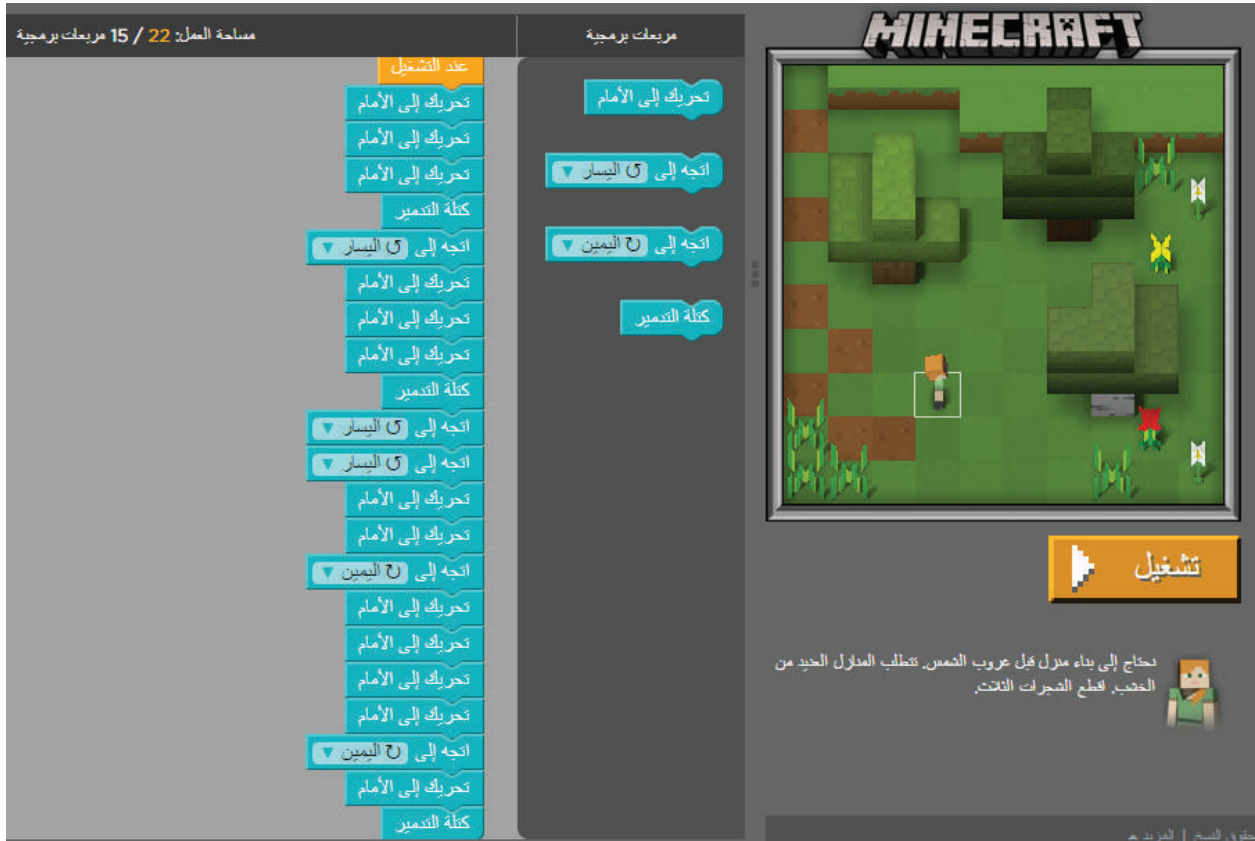 MINECRAFT
تشغيل
نحتاج إلى بناء منزل قبل غروب الشمس. تتطلب المنازل العديد من
الخشب. اقطع الشجرات الثلاث.
حقوق النسخ | المزيد
مربعات برمجية
تحريك إلى الأمام
اتجه إلى ↺ اليسار ▼
اتجه إلى ↻ اليمين ▼
كتلة التدمير
مساحة العمل: 22 / 15 مربعات برمجية
عند التشغيل
تحريك إلى الأمام
تحريك إلى الأمام
تحريك إلى الأمام
كتلة التدمير
اتجه إلى ↺ اليسار ▼
تحريك إلى الأمام
تحريك إلى الأمام
تحريك إلى الأمام
كتلة التدمير
اتجه إلى ↺ اليسار ▼
اتجه إلى ↺ اليسار ▼
تحريك إلى الأمام
تحريك إلى الأمام
اتجه إلى ↻ اليمين ▼
تحريك إلى الأمام
تحريك إلى الأمام
تحريك إلى الأمام
تحريك إلى الأمام
اتجه إلى ↻ اليمين ▼
تحريك إلى الأمام
كتلة التدمير